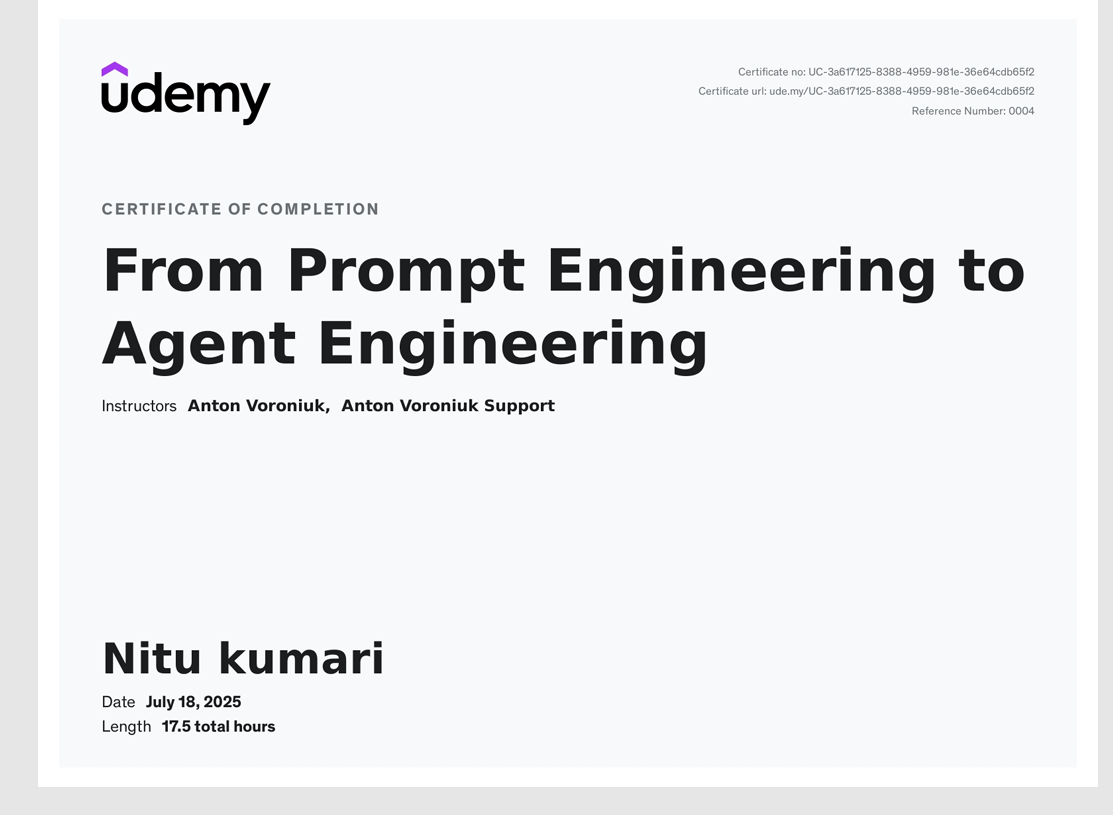 udemy
Certificate no: UC-3a617125-8388-4959-981e-36e64cdb65f2
Certificate url: ude.my/UC-3a617125-8388-4959-981e-36e64cdb65f2
Reference Number: 0004
CERTIFICATE OF COMPLETION
From Prompt Engineering to
Agent Engineering
Instructors Anton Voroniuk, Anton Voroniuk Support
Nitu kumari
Date July 18, 2025
Length 17.5 total hours